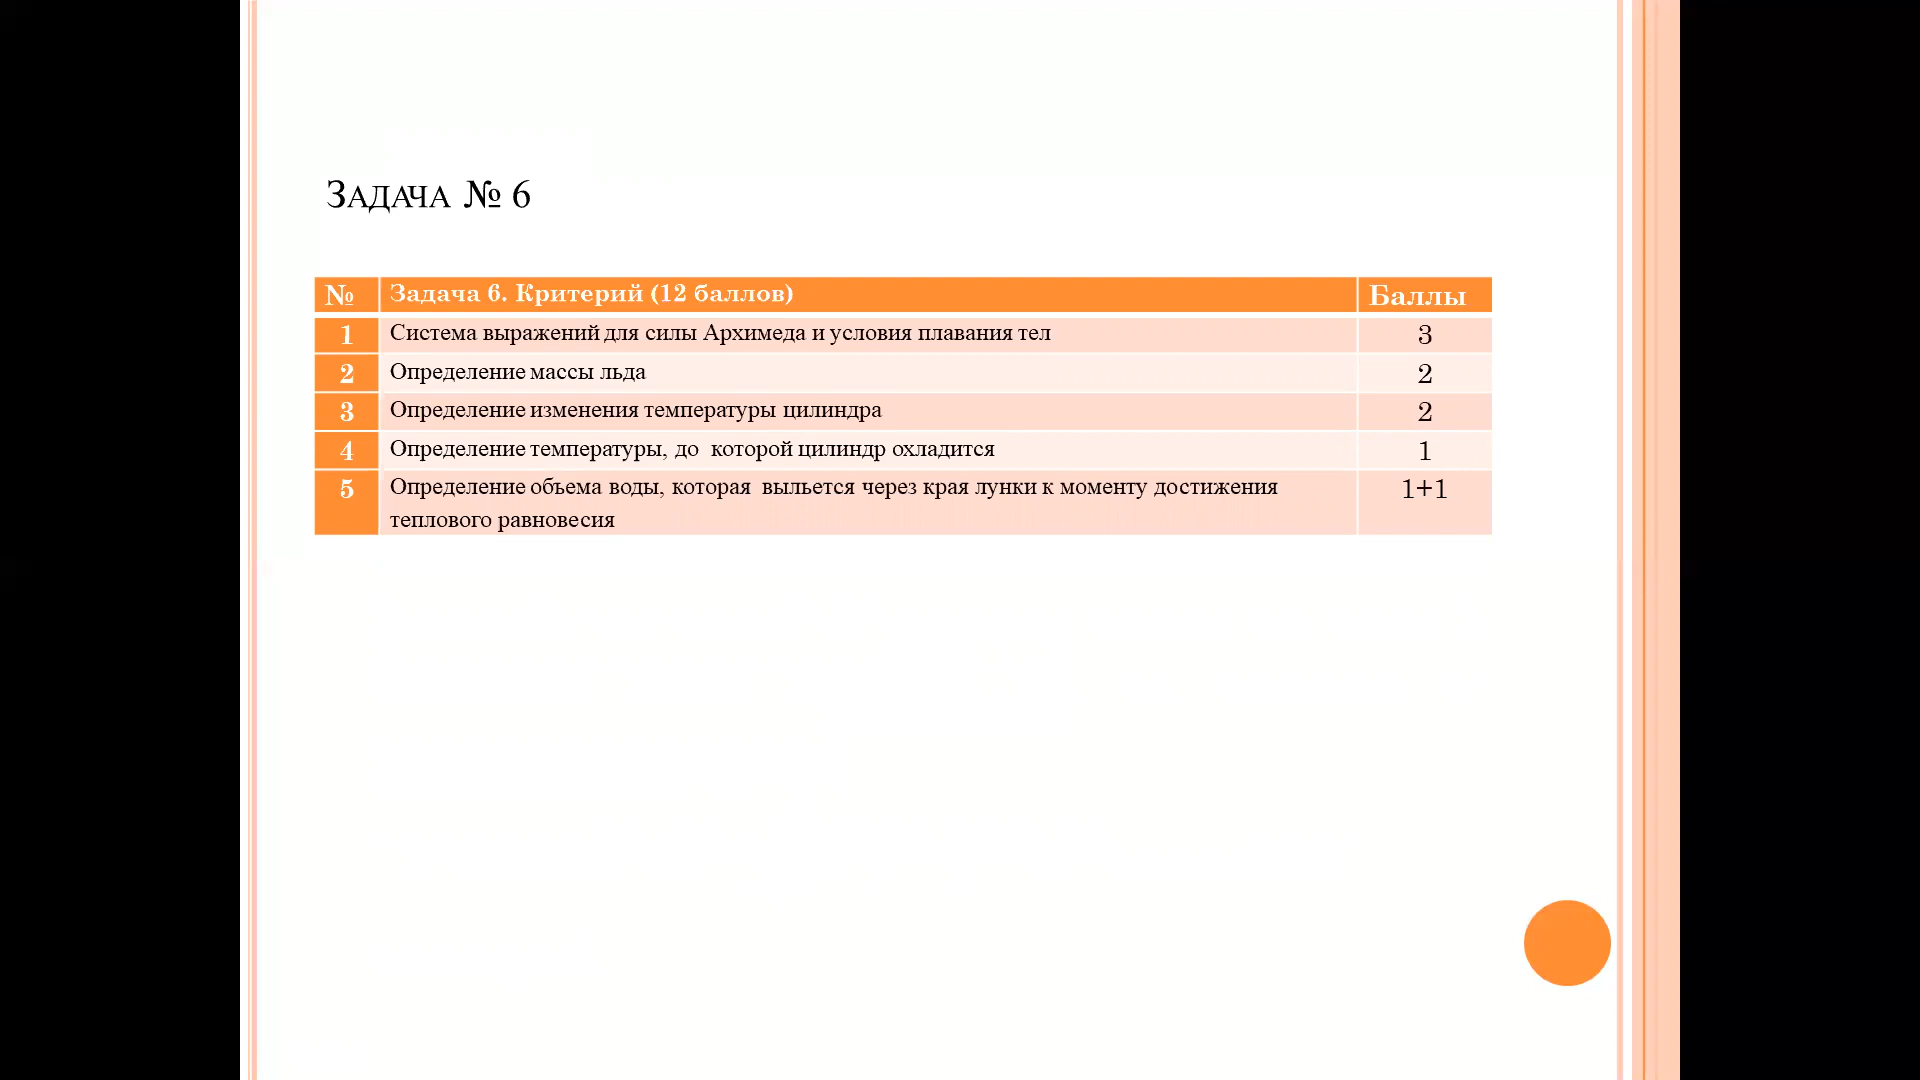 Задача № 6
№ Задача 6. Критерий (12 баллов) Баллы
1 Система выражений для силы Архимеда и условия плавания тел 3
2 Определение массы льда 2
3 Определение изменения температуры цилиндра 2
4 Определение температуры, до которой цилиндр охладится 1
5 Определение объема воды, которая выльется через края лунки к моменту достижения 1+1
теплового равновесия